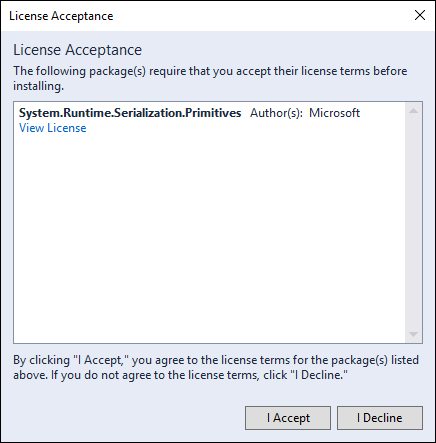 License Acceptance
License Acceptance
The following package(s) require that you accept their license terms before
installing.
System.Runtime.Serialization.Primitives Author(s): Microsoft
View License
By clicking "I Accept," you agree to the license terms for the package(s) listed
above. If you do not agree to the license terms, click "I Decline."
I Accept I Decline